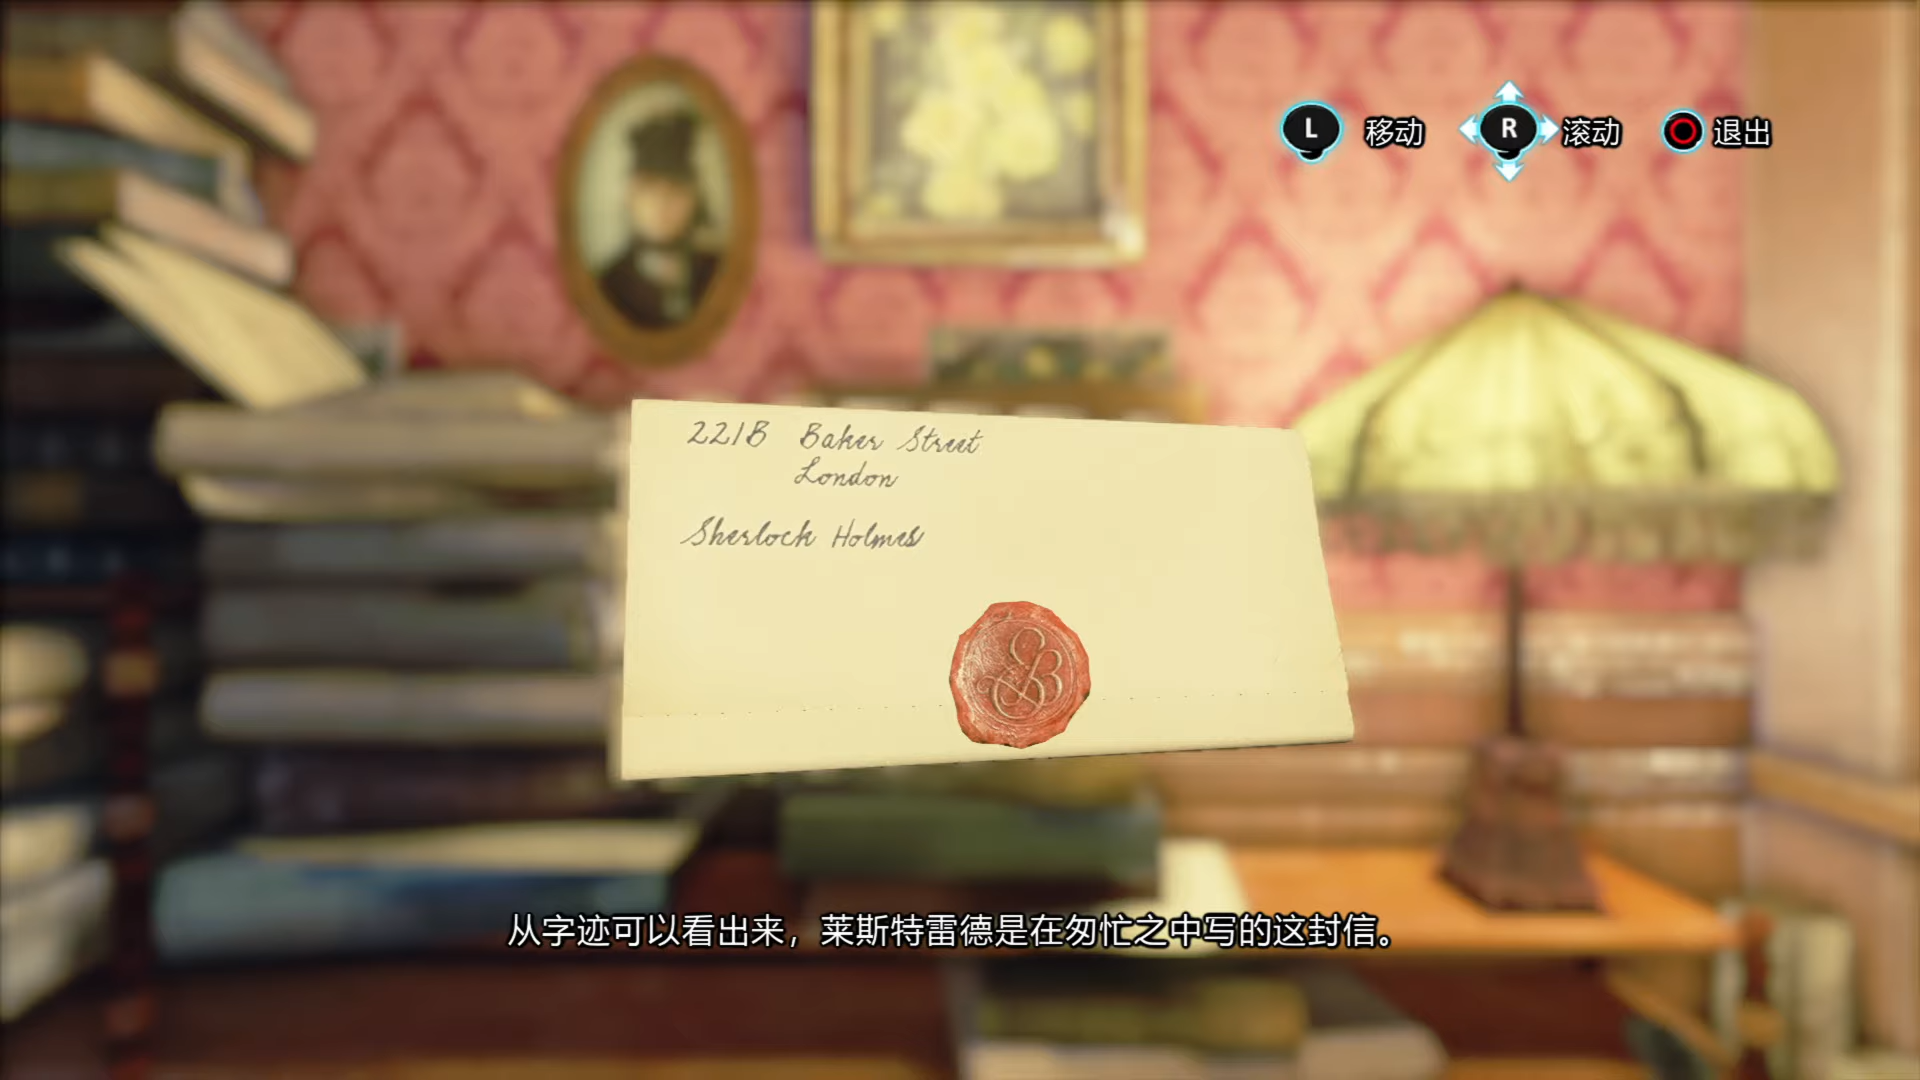 L 移动 R 滚动 退出
221B Baker Street
London
Sherlock Holmes
从字迹可以看出来，莱斯特雷德是在匆忙之中写的这封信。